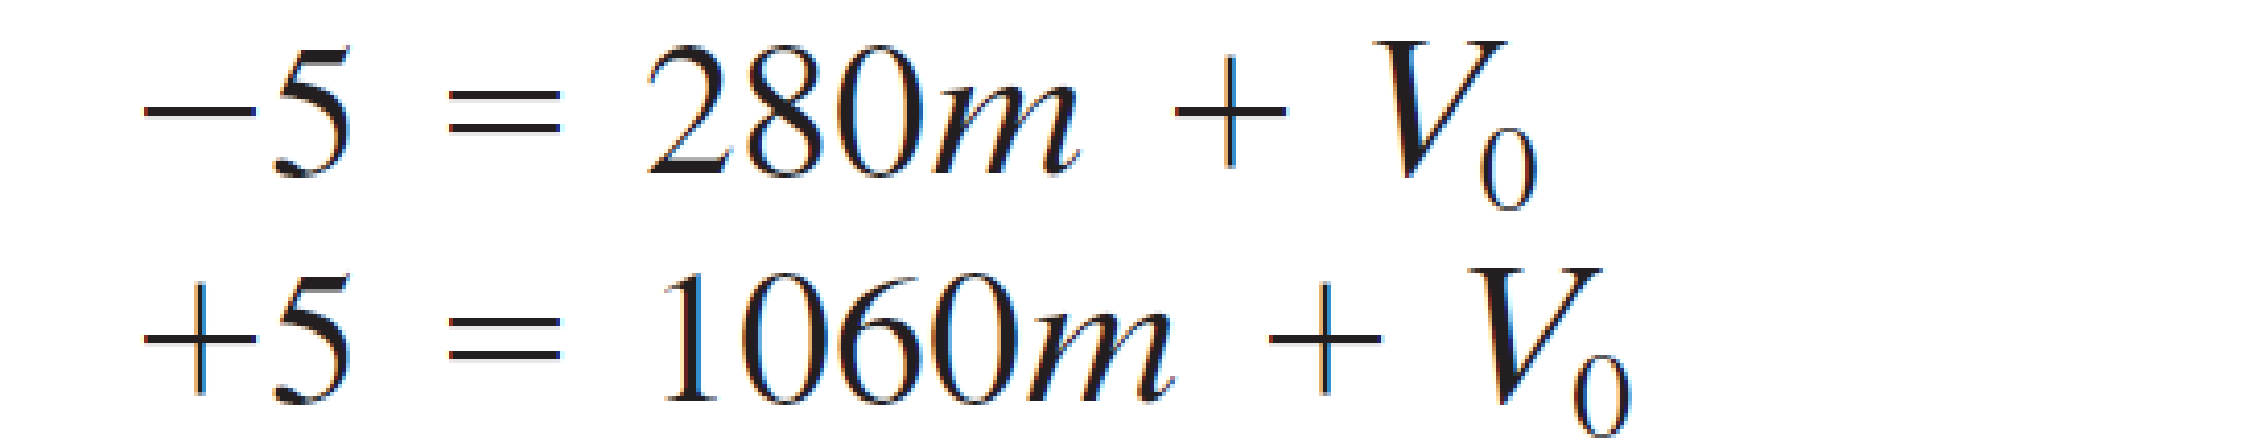 −5 = 280m + V₀
+5 = 1060m + V₀